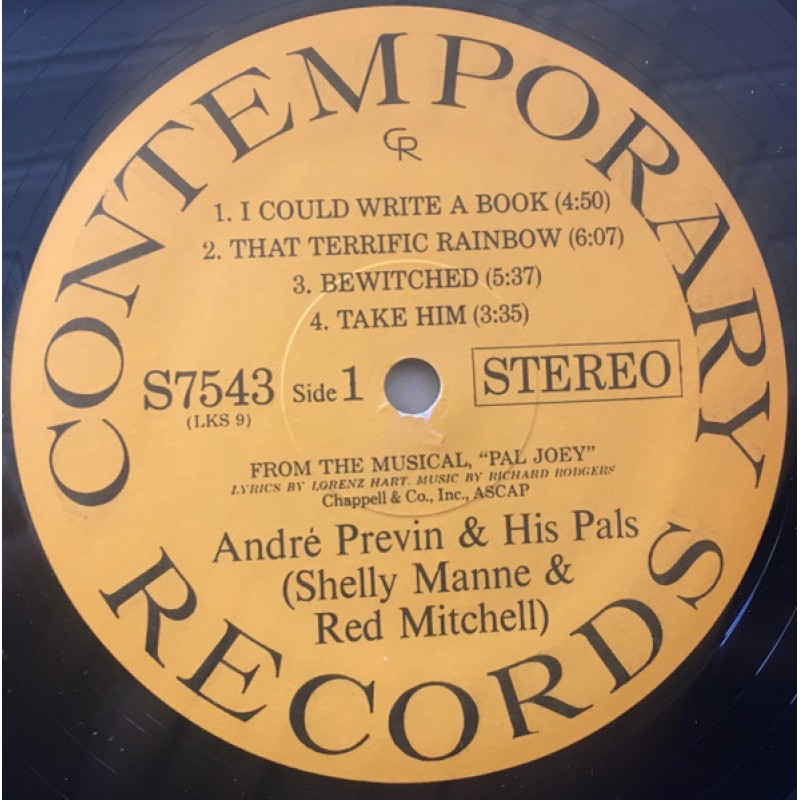 CONTEMPORARY
CR
1. I COULD WRITE A BOOK (4:50)
2. THAT TERRIFIC RAINBOW (6:07)
3. BEWITCHED (5:37)
4. TAKE HIM (3:35)
S7543 Side 1 STEREO
(LKS 9)
FROM THE MUSICAL, "PAL JOEY"
LYRICS BY LORENZ HART. MUSIC BY RICHARD RODGERS
Chappell & Co., Inc., ASCAP
André Previn & His Pals
(Shelly Manne &
Red Mitchell)
RECORDS